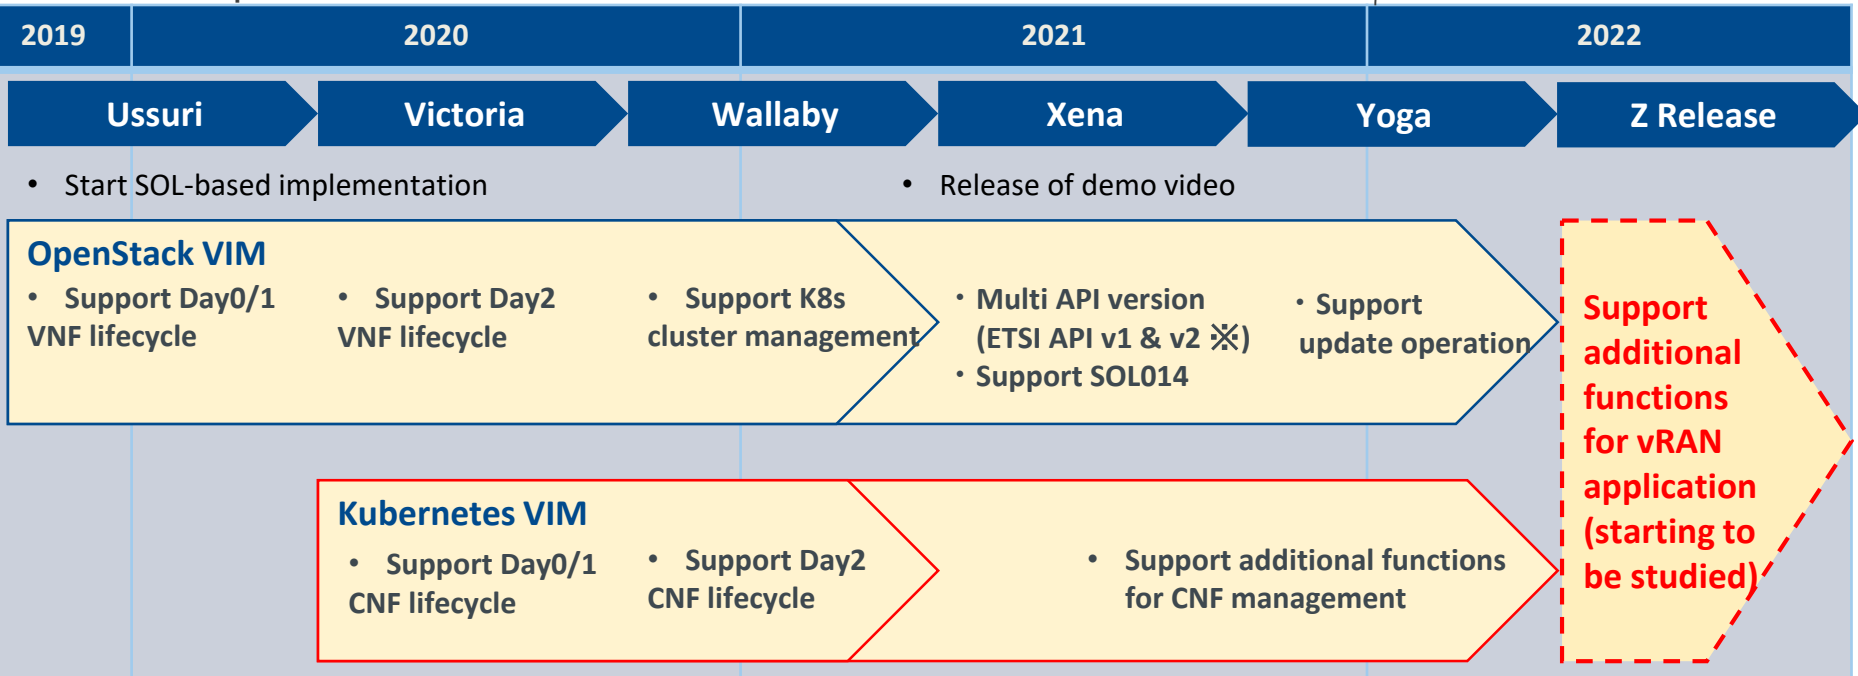 2019 2020 2021 2022
Ussuri Victoria Wallaby Xena Yoga Z Release
• Start SOL-based implementation
• Release of demo video
OpenStack VIM
• Support Day0/1
VNF lifecycle
• Support Day2
VNF lifecycle
• Support K8s
cluster management
・Multi API version
(ETSI API v1 & v2 ※)
・Support SOL014
・Support
update operation
Kubernetes VIM
• Support Day0/1
CNF lifecycle
• Support Day2
CNF lifecycle
• Support additional functions
for CNF management
Support
additional
functions
for vRAN
application
(starting to
be studied)